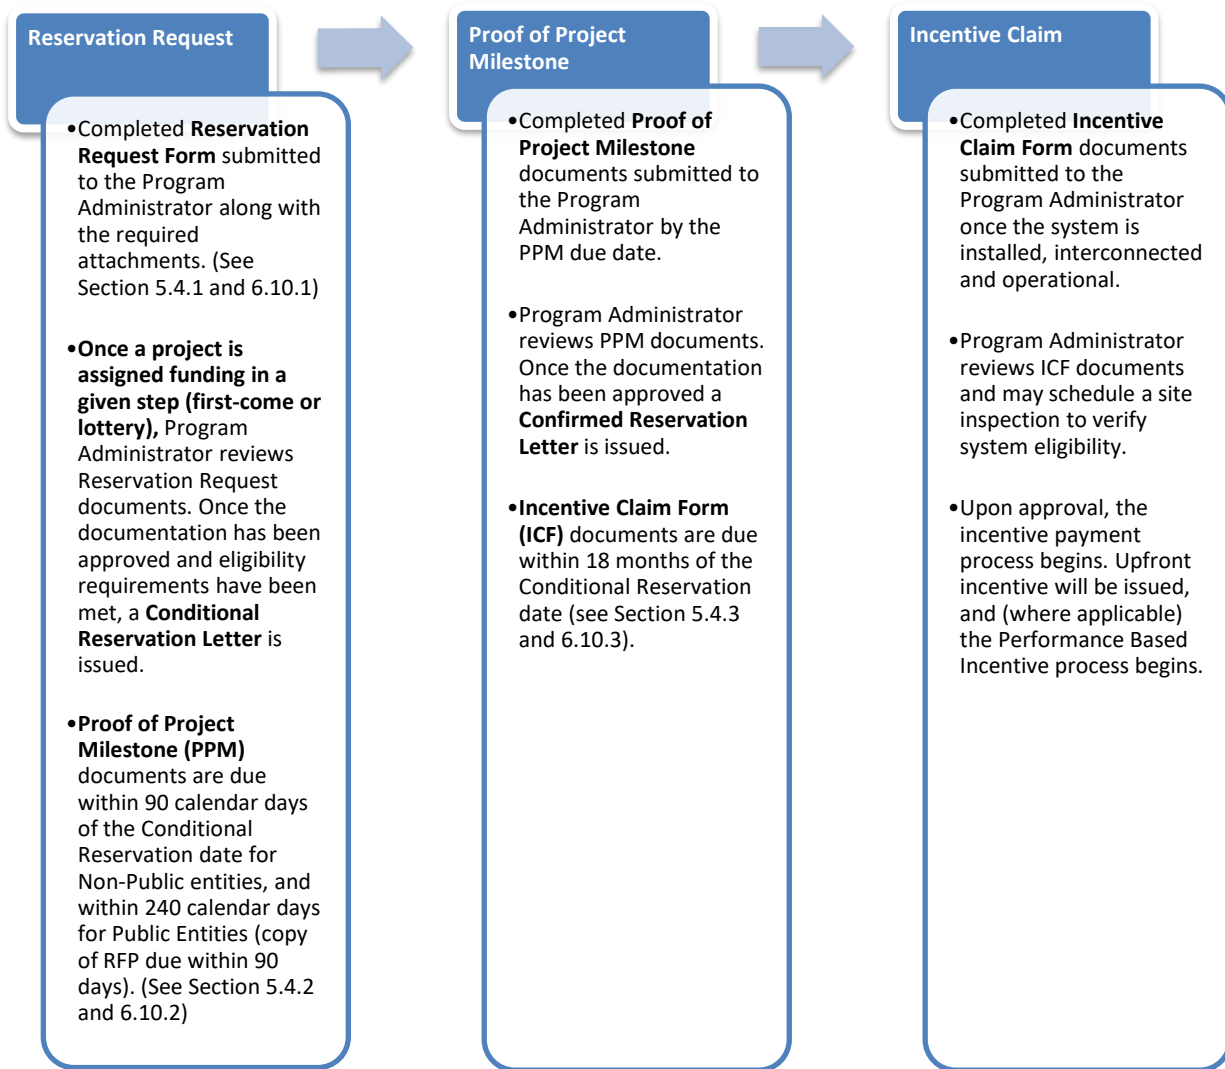 Reservation Request
•Completed Reservation
Request Form submitted
to the Program
Administrator along with
the required
attachments. (See
Section 5.4.1 and 6.10.1)
•Once a project is
assigned funding in a
given step (first-come or
lottery), Program
Administrator reviews
Reservation Request
documents. Once the
documentation has been
approved and eligibility
requirements have been
met, a Conditional
Reservation Letter is
issued.
•Proof of Project
Milestone (PPM)
documents are due
within 90 calendar days
of the Conditional
Reservation date for
Non-Public entities, and
within 240 calendar days
for Public Entities (copy
of RFP due within 90
days). (See Section 5.4.2
and 6.10.2)
Proof of Project
Milestone
•Completed Proof of
Project Milestone
documents submitted to
the Program
Administrator by the
PPM due date.
•Program Administrator
reviews PPM documents.
Once the documentation
has been approved a
Confirmed Reservation
Letter is issued.
•Incentive Claim Form
(ICF) documents are due
within 18 months of the
Conditional Reservation
date (see Section 5.4.3
and 6.10.3).
Incentive Claim
•Completed Incentive
Claim Form documents
submitted to the
Program Administrator
once the system is
installed, interconnected
and operational.
•Program Administrator
reviews ICF documents
and may schedule a site
inspection to verify
system eligibility.
•Upon approval, the
incentive payment
process begins. Upfront
incentive will be issued,
and (where applicable)
the Performance Based
Incentive process begins.